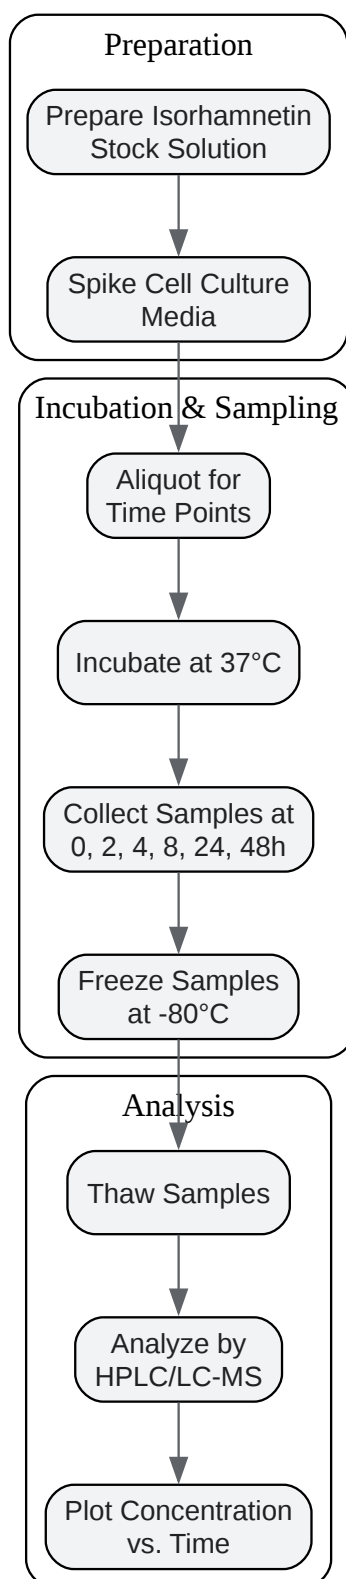 Preparation
Prepare Isorhamnetin
Stock Solution
Spike Cell Culture
Media
Incubation & Sampling
Aliquot for
Time Points
Incubate at 37°C
Collect Samples at
0, 2, 4, 8, 24, 48h
Freeze Samples
at -80°C
Analysis
Thaw Samples
Analyze by
HPLC/LC-MS
Plot Concentration
vs. Time